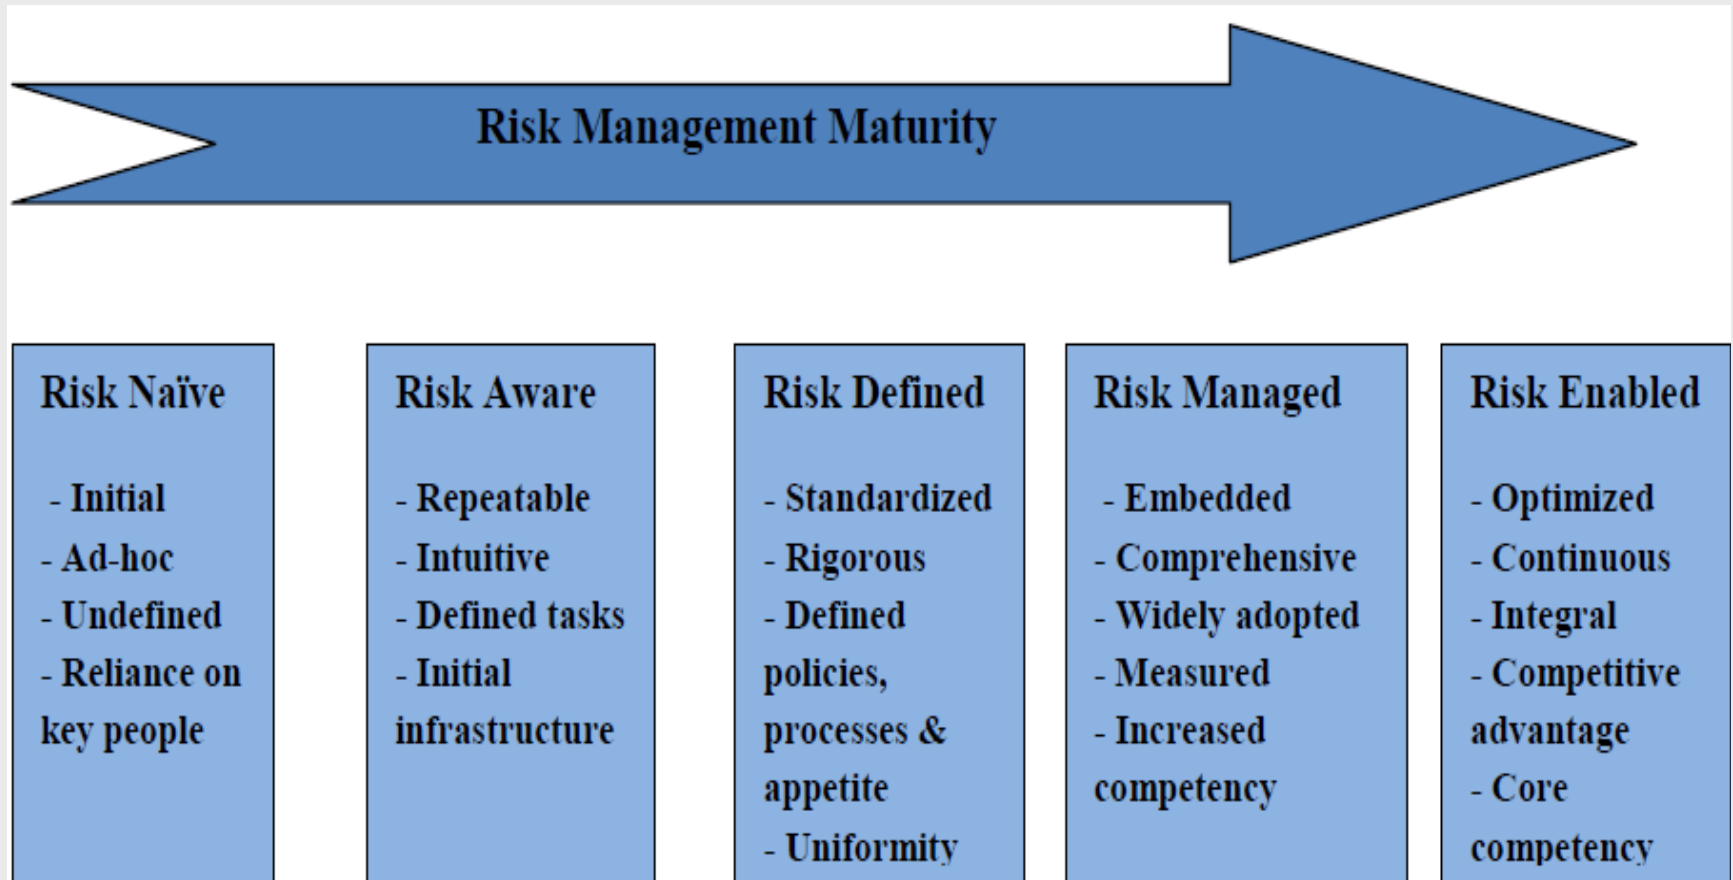 Risk Management Maturity
Risk Naïve
- Initial
- Ad-hoc
- Undefined
- Reliance on
key people
Risk Aware
- Repeatable
- Intuitive
- Defined tasks
- Initial
infrastructure
Risk Defined
- Standardized
- Rigorous
- Defined
policies,
processes &
appetite
- Uniformity
Risk Managed
- Embedded
- Comprehensive
- Widely adopted
- Measured
- Increased
competency
Risk Enabled
- Optimized
- Continuous
- Integral
- Competitive
advantage
- Core
competency